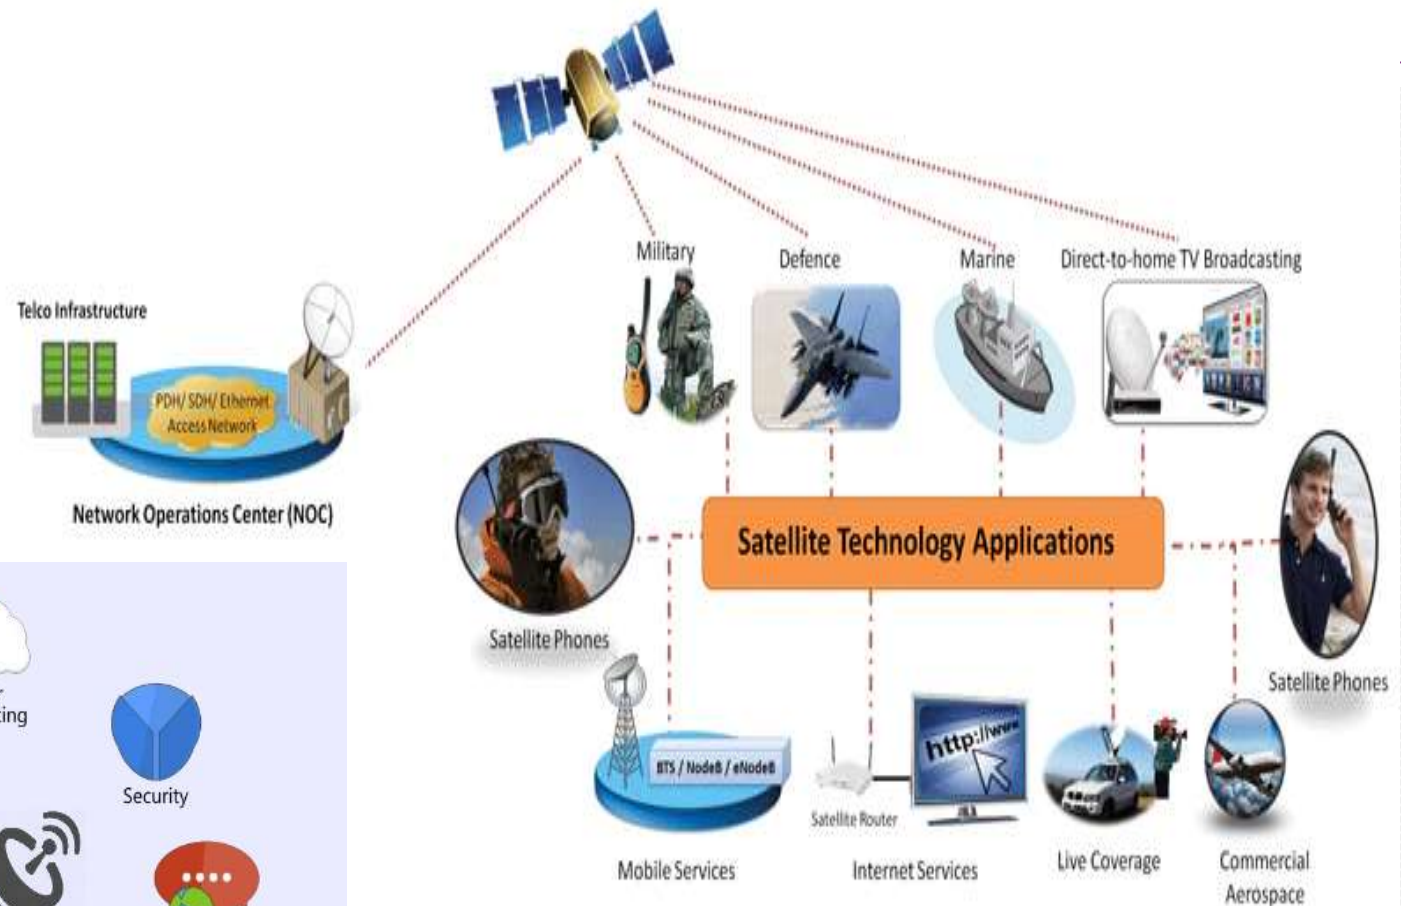 Military
Defence
Marine
Direct-to-home TV Broadcasting
Telco Infrastructure
PDH/ SDH/ Ethernet
Access Network
Network Operations Center (NOC)
Satellite Technology Applications
Satellite Phones
Satellite Phones
BTS / NodeB / eNodeB
http://www
Satellite Router
Mobile Services
Internet Services
Live Coverage
Commercial
Aerospace
Security